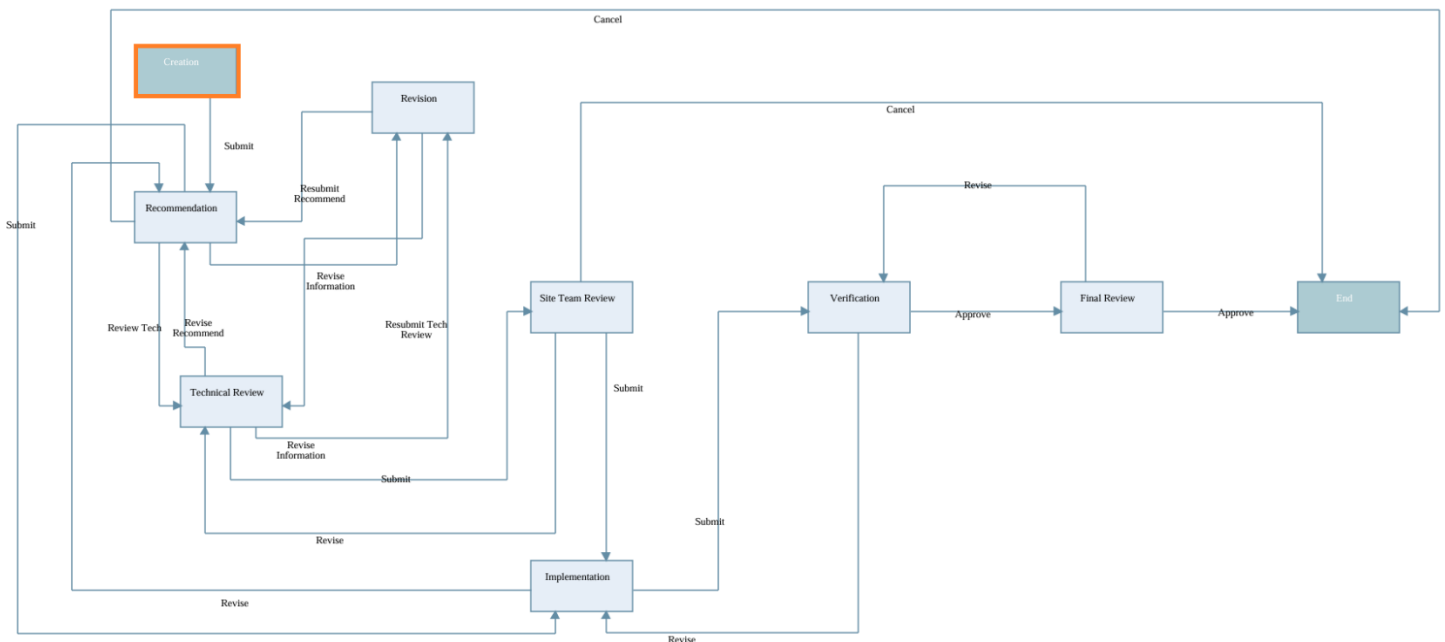 Cancel
Creation
Revision
Cancel
Submit
Revise
Resubmit
Recommend
Recommendation
Submit
Revise
Information
Site Team Review
Verification
Final Review
End
Approve
Approve
Review Tech
Revise
Recommend
Resubmit Tech
Review
Submit
Technical Review
Revise
Information
Submit
Submit
Revise
Implementation
Revise
Revise